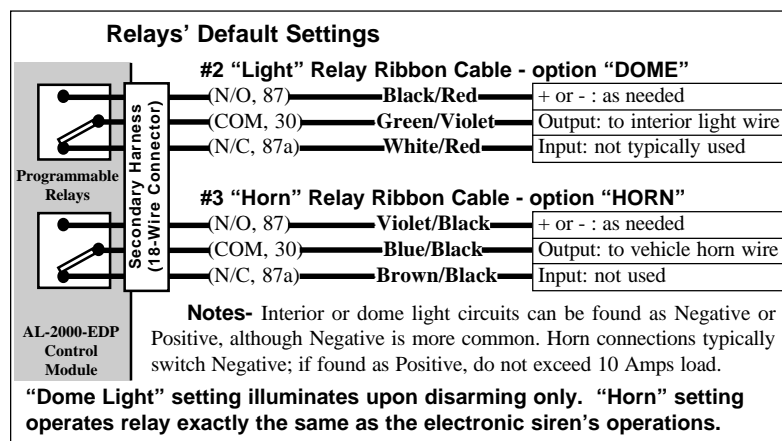 Relays' Default Settings
#2 “Light” Relay Ribbon Cable - option “DOME”
(N/O, 87) Black/Red + or - : as needed
(COM, 30) Green/Violet Output: to interior light wire
(N/C, 87a) White/Red Input: not typically used
Programmable
Relays
Secondary Harness
(18-Wire Connector)
#3 “Horn” Relay Ribbon Cable - option “HORN”
(N/O, 87) Violet/Black + or - : as needed
(COM, 30) Blue/Black Output: to vehicle horn wire
(N/C, 87a) Brown/Black Input: not used
AL-2000-EDP
Control
Module
Notes- Interior or dome light circuits can be found as Negative or
Positive, although Negative is more common. Horn connections typically
switch Negative; if found as Positive, do not exceed 10 Amps load.
“Dome Light” setting illuminates upon disarming only. “Horn” setting
operates relay exactly the same as the electronic siren's operations.